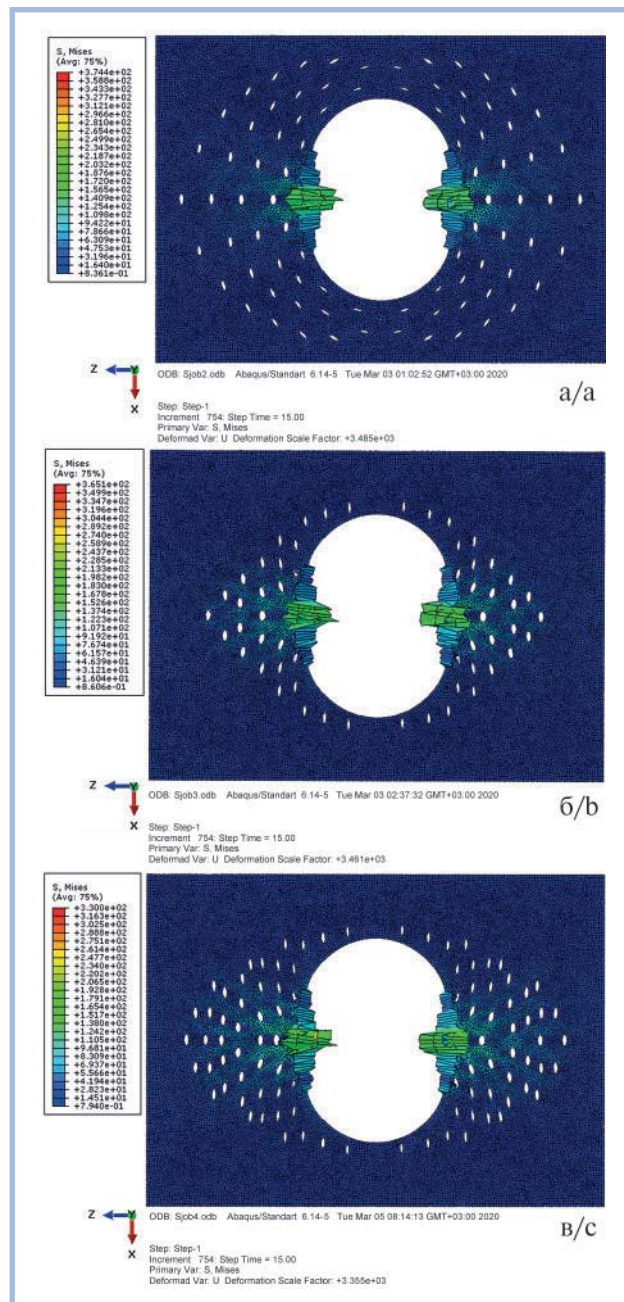 S, Mises
(Avg: 75%)
+3.744e+02
+3.588e+02
+3.433e+02
+3.277e+02
+3.121e+02
+2.966e+02
+2.810e+02
+2.654e+02
+2.499e+02
+2.343e+02
+2.187e+02
+2.032e+02
+1.876e+02
+1.720e+02
+1.565e+02
+1.409e+02
+1.254e+02
+1.098e+02
+9.422e+01
+7.866e+01
+6.309e+01
+4.753e+01
+3.196e+01
+1.640e+01
+8.361e-01
Z
Y
X
ODB: Sjob2.odb Abaqus/Standart 6.14-5 Tue Mar 03 01:02:52 GMT+03:00 2020
а/a
Step: Step-1
Increment 754: Step Time = 15.00
Primary Var: S, Mises
Deformad Var: U Deformation Scale Factor: +3.485e+03
S, Mises
(Avg: 75%)
+3.651e+02
+3.499e+02
+3.347e+02
+3.196e+02
+3.044e+02
+2.892e+02
+2.740e+02
+2.589e+02
+2.437e+02
+2.285e+02
+2.133e+02
+1.982e+02
+1.830e+02
+1.678e+02
+1.526e+02
+1.374e+02
+1.223e+02
+1.071e+02
+9.192e+01
+7.674e+01
+6.157e+01
+4.639e+01
+3.121e+01
+1.604e+01
+8.606e-01
Z
Y
X
ODB: Sjob3.odb Abaqus/Standart 6.14-5 Tue Mar 03 02:37:32 GMT+03:00 2020
б/b
Step: Step-1
Increment 754: Step Time = 15.00
Primary Var: S, Mises
Deformad Var: U Deformation Scale Factor: +3.461e+03
S, Mises
(Avg: 75%)
+3.300e+02
+3.163e+02
+3.025e+02
+2.888e+02
+2.751e+02
+2.614e+02
+2.477e+02
+2.340e+02
+2.202e+02
+2.065e+02
+1.928e+02
+1.791e+02
+1.654e+02
+1.517e+02
+1.380e+02
+1.242e+02
+1.105e+02
+9.681e+01
+8.309e+01
+6.937e+01
+5.566e+01
+4.194e+01
+2.823e+01
+1.451e+01
+7.940e-01
Z
Y
X
ODB: Sjob4.odb Abaqus/Standart 6.14-5 Tue Mar 05 08:14:13 GMT+03:00 2020
в/c
Step: Step-1
Increment 754: Step Time = 15.00
Primary Var: S, Mises
Deformad Var: U Deformation Scale Factor: +3.355e+03